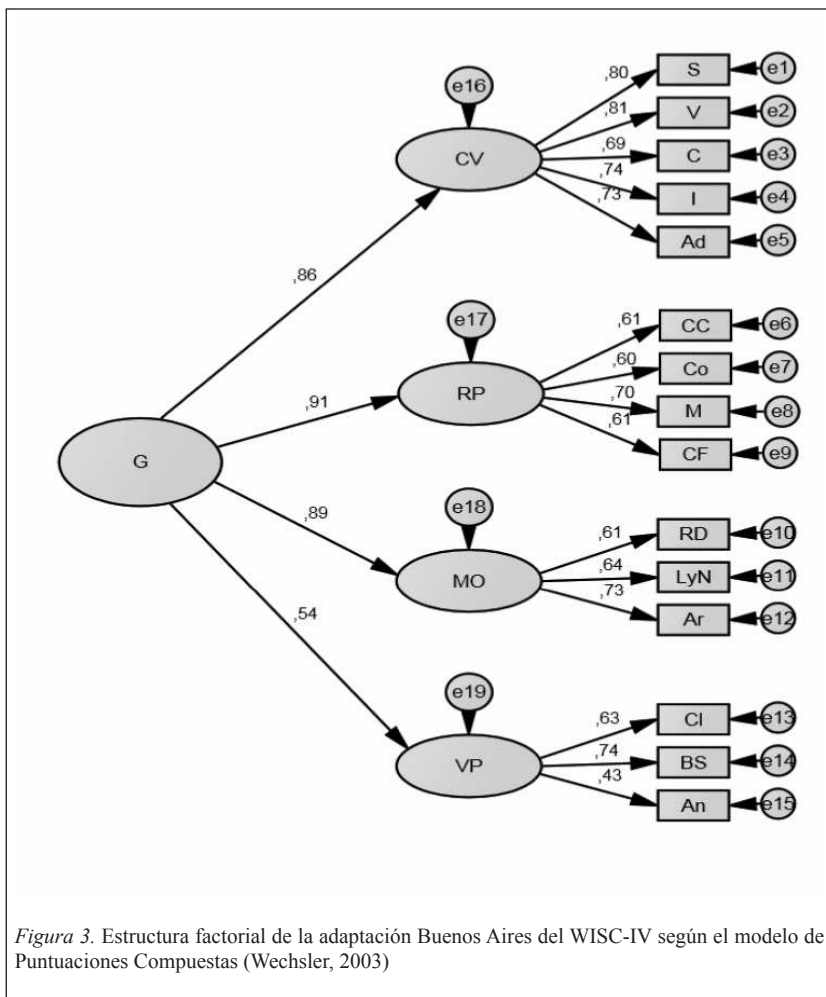 e16
,80
S
e1
,81
V
e2
CV
,69
C
e3
,74
I
e4
,73
Ad
e5
,86
e17
,61
CC
e6
,60
Co
e7
RP
,70
M
e8
,61
CF
e9
,91
G
,89
e18
,61
RD
e10
,64
LyN
e11
MO
,73
Ar
e12
,54
e19
,63
CI
e13
,74
BS
e14
VP
,43
An
e15
Figura 3. Estructura factorial de la adaptación Buenos Aires del WISC-IV según el modelo de
Puntuaciones Compuestas (Wechsler, 2003)